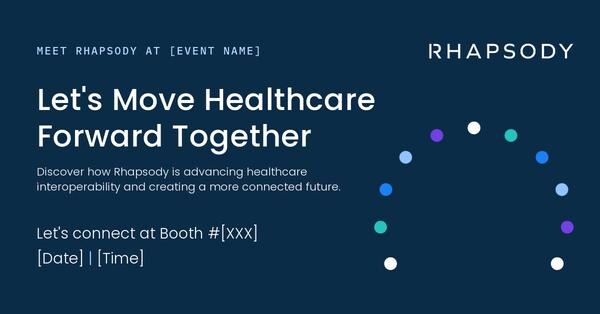 MEET RHAPSODY AT [EVENT NAME]
RHAPSODY
Let's Move Healthcare
Forward Together
Discover how Rhapsody is advancing healthcare
interoperability and creating a more connected future.
Let's connect at Booth #[XXX]
[Date] | [Time]